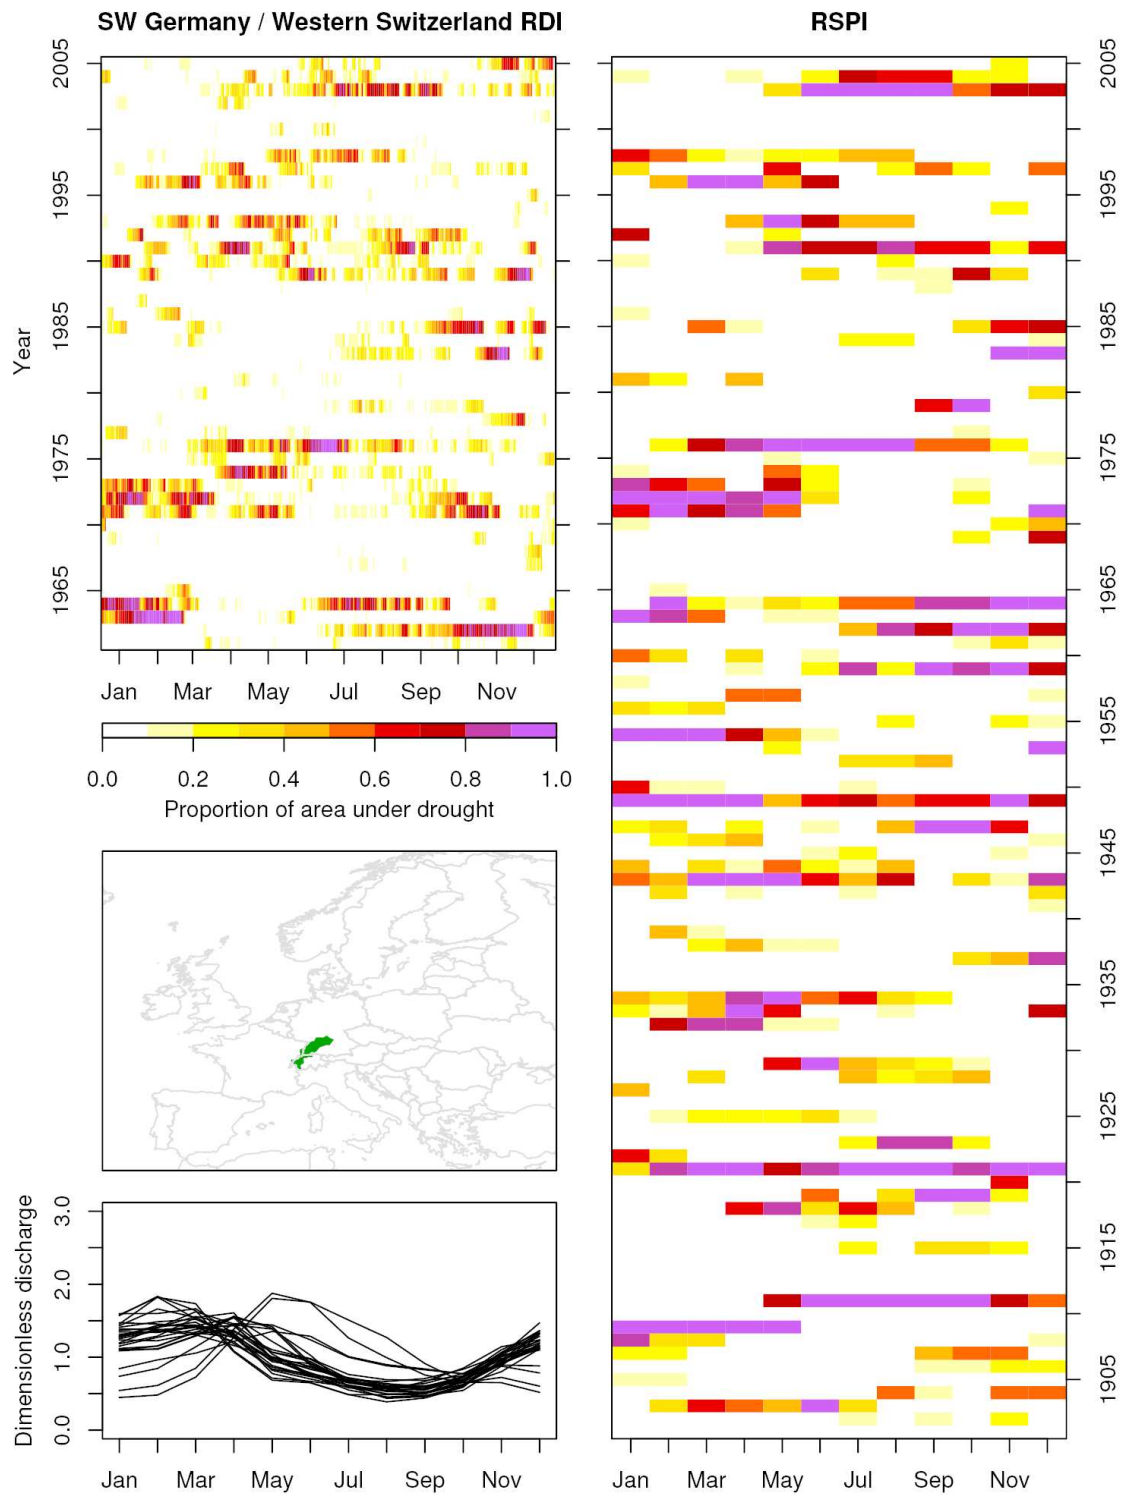 SW Germany / Western Switzerland RDI
Year
2005
1995
1985
1975
1965
Jan Mar May Jul Sep Nov
0.0 0.2 0.4 0.6 0.8 1.0
Proportion of area under drought
Dimensionless discharge
3.0
2.0
1.0
0.0
Jan Mar May Jul Sep Nov
RSPI
2005
1995
1985
1975
1965
1955
1945
1935
1925
1915
1905
Jan Mar May Jul Sep Nov